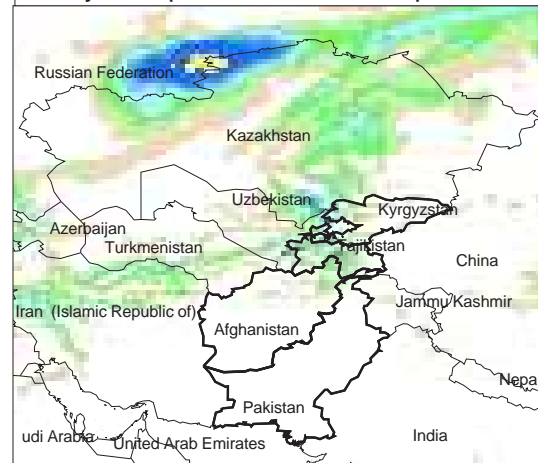 Russian Federation
Kazakhstan
Uzbekistan
Kyrgyzstan
Azerbaijan
Turkmenistan
Tajikistan
China
Jammu Kashmir
Iran (Islamic Republic of)
Afghanistan
Nepa
Pakistan
udi Arabia
United Arab Emirates
India